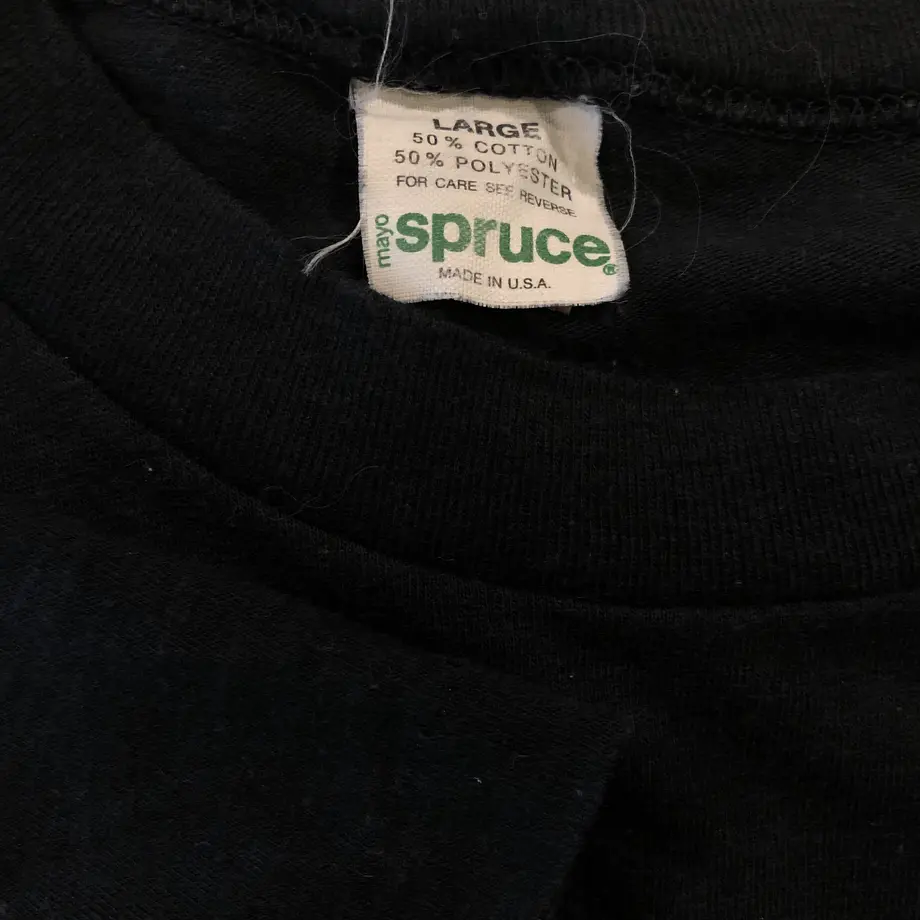 LARGE
50% COTTON
50% POLYESTER
FOR CARE SEE REVERSE
mayo spruce®
MADE IN U.S.A.